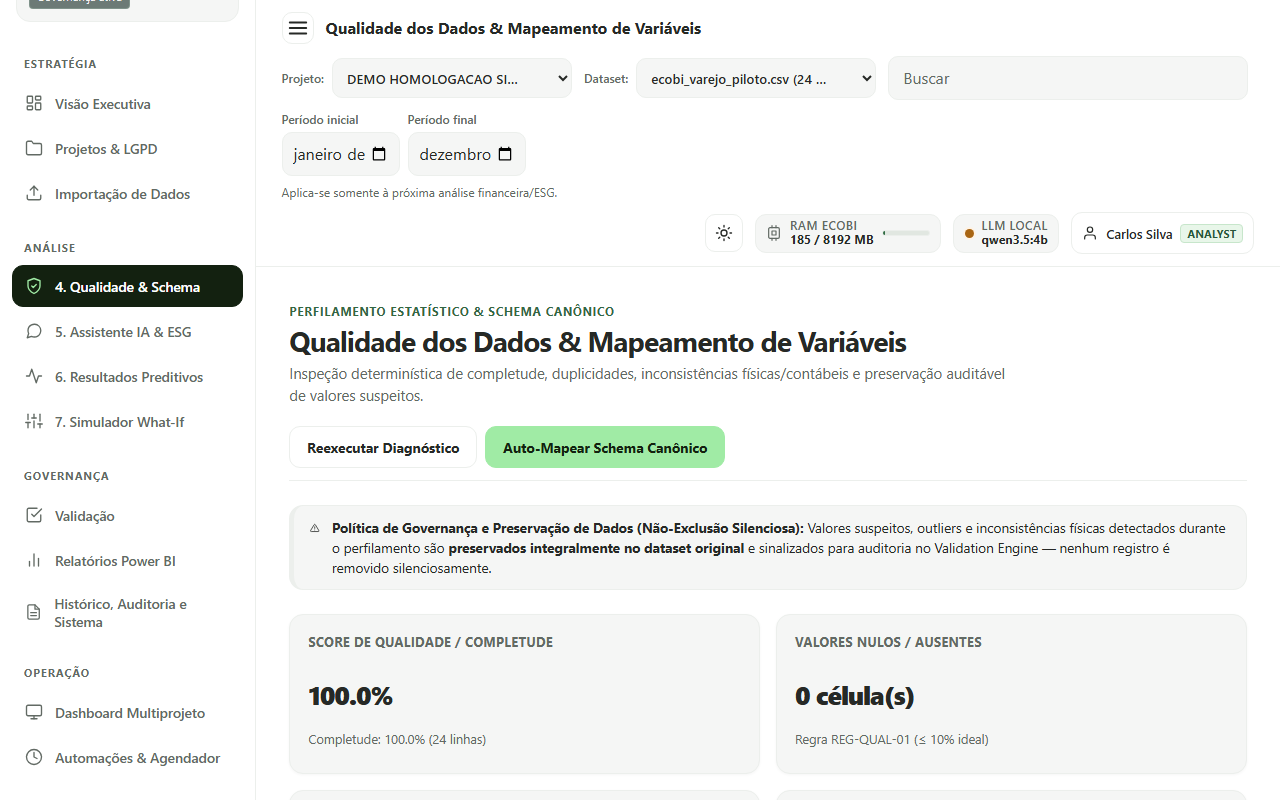 ESTRATÉGIA
Visão Executiva
Projetos & LGPD
Importação de Dados
ANÁLISE
4. Qualidade & Schema
5. Assistente IA & ESG
6. Resultados Preditivos
7. Simulador What-If
GOVERNANÇA
Validação
Relatórios Power BI
Histórico, Auditoria e
Sistema
OPERAÇÃO
Dashboard Multiprojeto
Automações & Agendador
Qualidade dos Dados & Mapeamento de Variáveis
Projeto: DEMO HOMOLOGACAO SI... Dataset: ecobi_varejo_piloto.csv (24 ... Buscar
Período inicial Período final
janeiro de dezembro
Aplica-se somente à próxima análise financeira/ESG.
RAM ECOBI
185 / 8192 MB
LLM LOCAL
qwen3.5:4b
Carlos Silva ANALYST
PERFILAMENTO ESTATÍSTICO & SCHEMA CANÔNICO
Qualidade dos Dados & Mapeamento de Variáveis
Inspeção determinística de completude, duplicidades, inconsistências físicas/contábeis e preservação auditável
de valores suspeitos.
Reexecutar Diagnóstico Auto-Mapear Schema Canônico
Política de Governança e Preservação de Dados (Não-Exclusão Silenciosa): Valores suspeitos, outliers e inconsistências físicas detectados durante
o perfilamento são preservados integralmente no dataset original e sinalizados para auditoria no Validation Engine — nenhum registro é
removido silenciosamente.
SCORE DE QUALIDADE / COMPLETUDE
100.0%
Completude: 100.0% (24 linhas)
VALORES NULOS / AUSENTES
0 célula(s)
Regra REG-QUAL-01 (≤ 10% ideal)